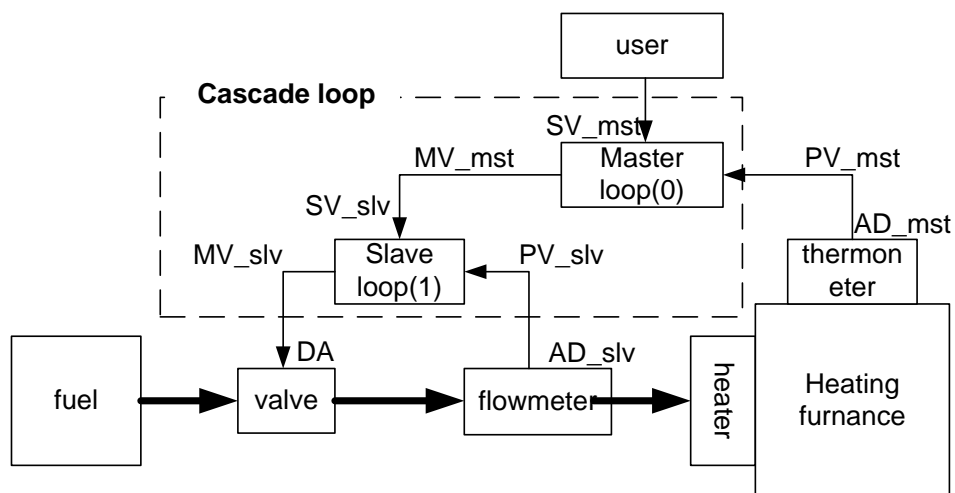 user
Cascade loop
SV_mst
MV_mst
Master
loop(0)
PV_mst
SV_slv
AD_mst
MV_slv
Slave
loop(1)
PV_slv
thermon
eter
DA
AD_slv
fuel
valve
flowmeter
heater
Heating
furnance